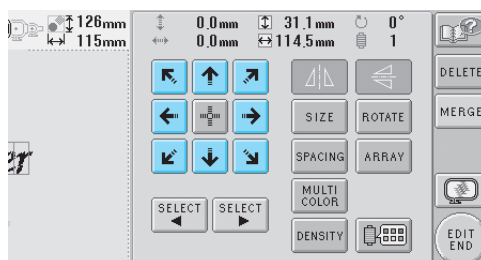 126mm 0.0mm 31.1mm 0°
115mm 0.0mm 114.5mm 1
DELETE
SIZE ROTATE MERGE
SPACING ARRAY
MULTI
COLOR
SELECT SELECT
DENSITY EDIT
END